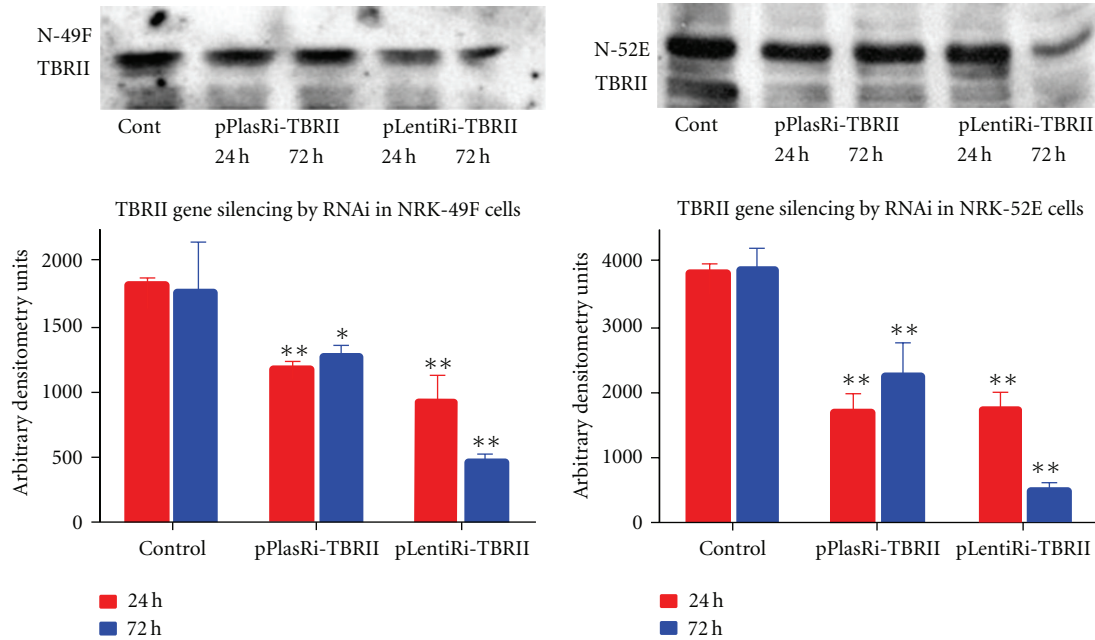 N-49F
TBRII
Cont pPlasRi-TBRII pLentiRi-TBRII
24 h 72 h 24 h 72 h
TBRII gene silencing by RNAi in NRK-49F cells
Arbitrary densitometry units
2000
1500
1000
500
0
** * ** **
Control pPlasRi-TBRII pLentiRi-TBRII
24 h
72 h
N-52E
TBRII
Cont pPlasRi-TBRII pLentiRi-TBRII
24 h 72 h 24 h 72 h
TBRII gene silencing by RNAi in NRK-52E cells
Arbitrary densitometry units
4000
3000
2000
1000
0
** ** ** **
Control pPlasRi-TBRII pLentiRi-TBRII
24 h
72 h